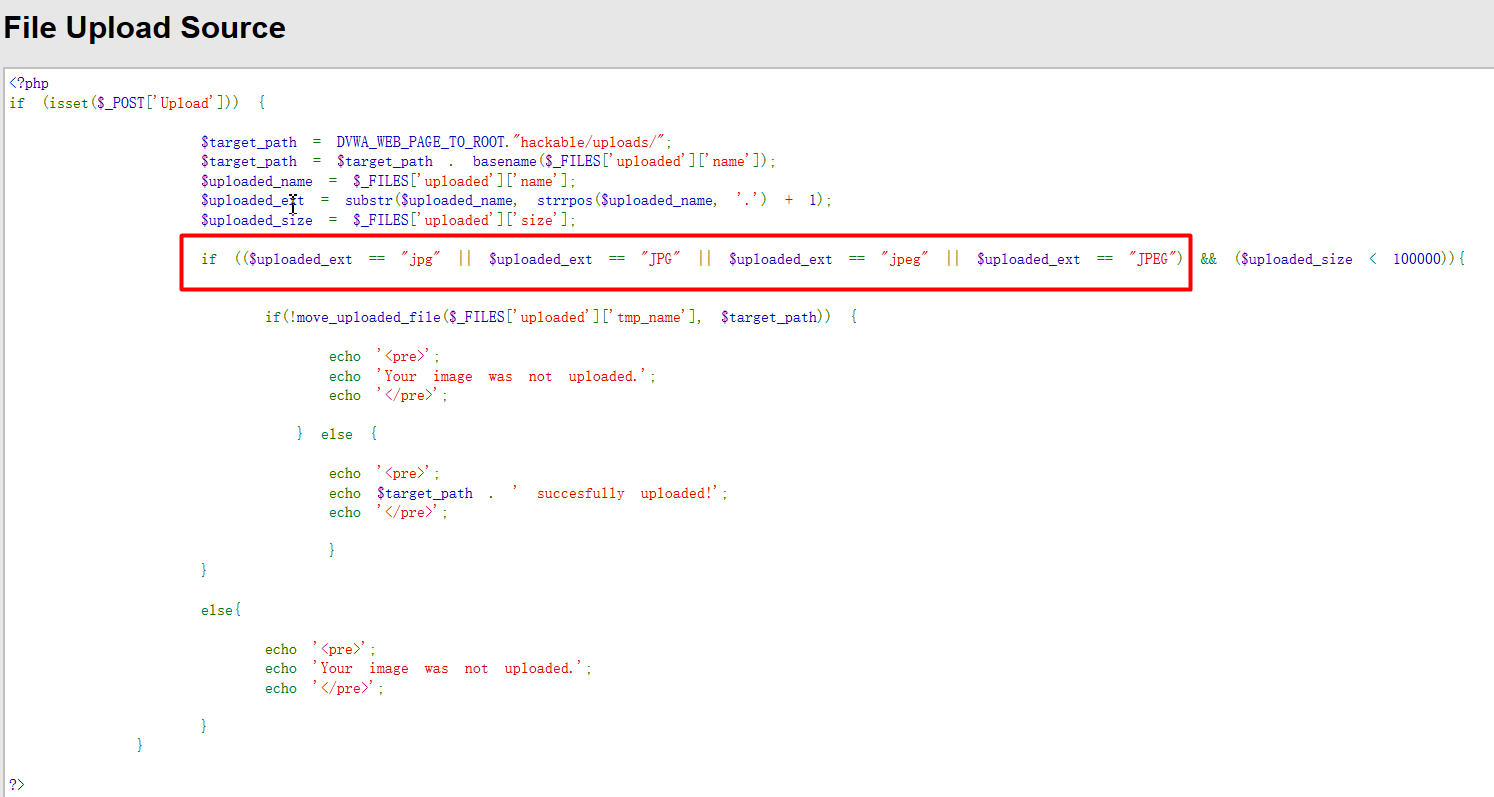 File Upload Source
<?php
if (isset($_POST['Upload'])) {
$target_path = DVWA_WEB_PAGE_TO_ROOT."hackable/uploads/";
$target_path = $target_path . basename($_FILES['uploaded']['name']);
$uploaded_name = $_FILES['uploaded']['name'];
$uploaded_ext = substr($uploaded_name, strrpos($uploaded_name, '.') + 1);
$uploaded_size = $_FILES['uploaded']['size'];
if (($uploaded_ext == "jpg" || $uploaded_ext == "JPG" || $uploaded_ext == "jpeg" || $uploaded_ext == "JPEG") && ($uploaded_size < 100000)){
if(!move_uploaded_file($_FILES['uploaded']['tmp_name'], $target_path)) {
echo '<pre>';
echo 'Your image was not uploaded.';
echo '</pre>';
} else {
echo '<pre>';
echo $target_path . ' succesfully uploaded!';
echo '</pre>';
}
}
else{
echo '<pre>';
echo 'Your image was not uploaded.';
echo '</pre>';
}
}
?>